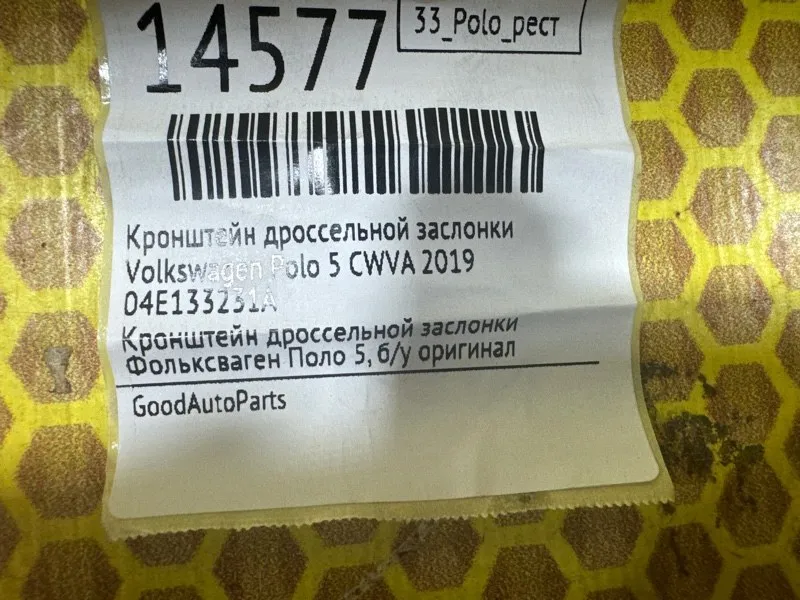 14577
33_Polo_рест
Кронштейн дроссельной заслонки
Volkswagen Polo 5 CWVA 2019
04E133231A
Кронштейн дроссельной заслонки
Фольксваген Поло 5, б/у оригинал
GoodAutoParts